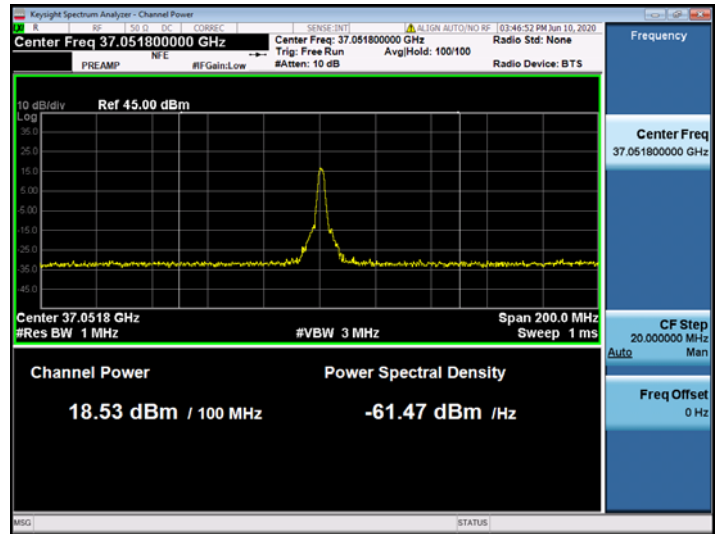 Keysight Spectrum Analyzer - Channel Power
R RF 50 Ω DC CORREC SENSE:INT ALIGN AUTO/NO RF 03:46:52 PM Jun 10, 2020
Center Freq 37.051800000 GHz
NFE
PREAMP #IFGain:Low
Center Freq: 37.051800000 GHz
Trig: Free Run Avg|Hold: 100/100
#Atten: 10 dB
Radio Std: None
Radio Device: BTS
10 dB/div Ref 45.00 dBm
Log
35.0
25.0
15.0
5.00
-5.00
-15.0
-25.0
-35.0
-45.0
Center 37.0518 GHz Span 200.0 MHz
#Res BW 1 MHz #VBW 3 MHz Sweep 1 ms
Channel Power Power Spectral Density
18.53 dBm / 100 MHz -61.47 dBm /Hz
MSG STATUS
Frequency
Center Freq
37.051800000 GHz
CF Step
20.000000 MHz
Auto Man
Freq Offset
0 Hz